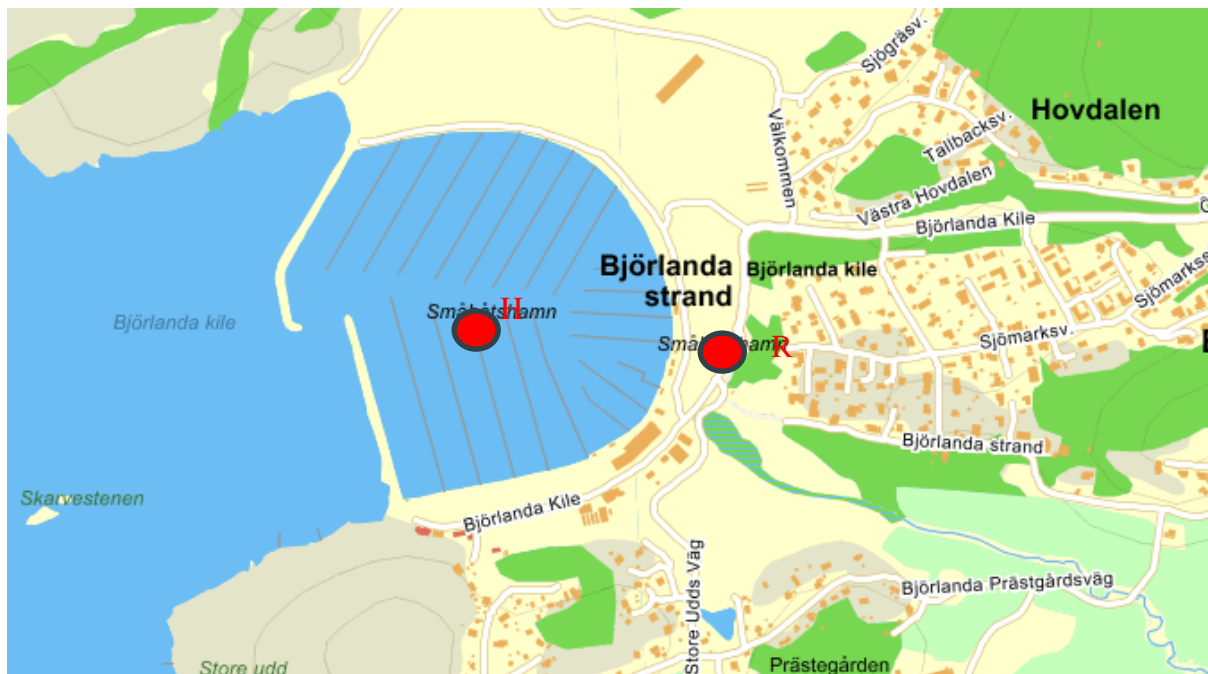 Sjögräsv.
Hovdalen
Välkommen
Tallbacksv.
Västra Hovdalen
Björlanda Kile
Björlanda
strand
Björlanda kile
Sjömarkss
H
Björlanda kile
Sjömarksv.
R
Björlanda strand
Skarvestenen
Björlanda Kile
Store Udds Väg
Björlanda Prästgårdsväg
Store udd
Prästegården